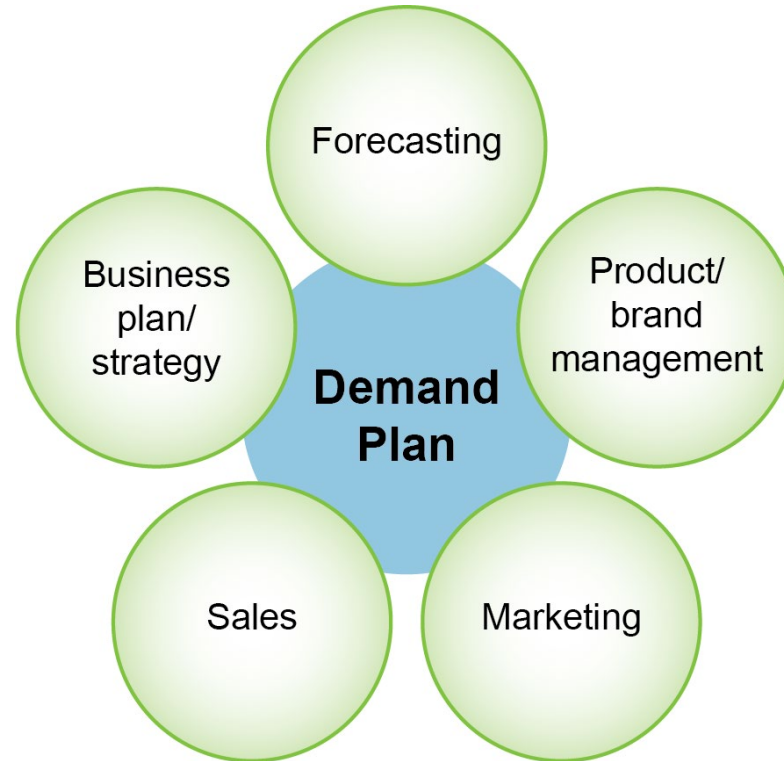 Forecasting
Business
plan/
strategy
Product/
brand
management
Demand
Plan
Sales
Marketing